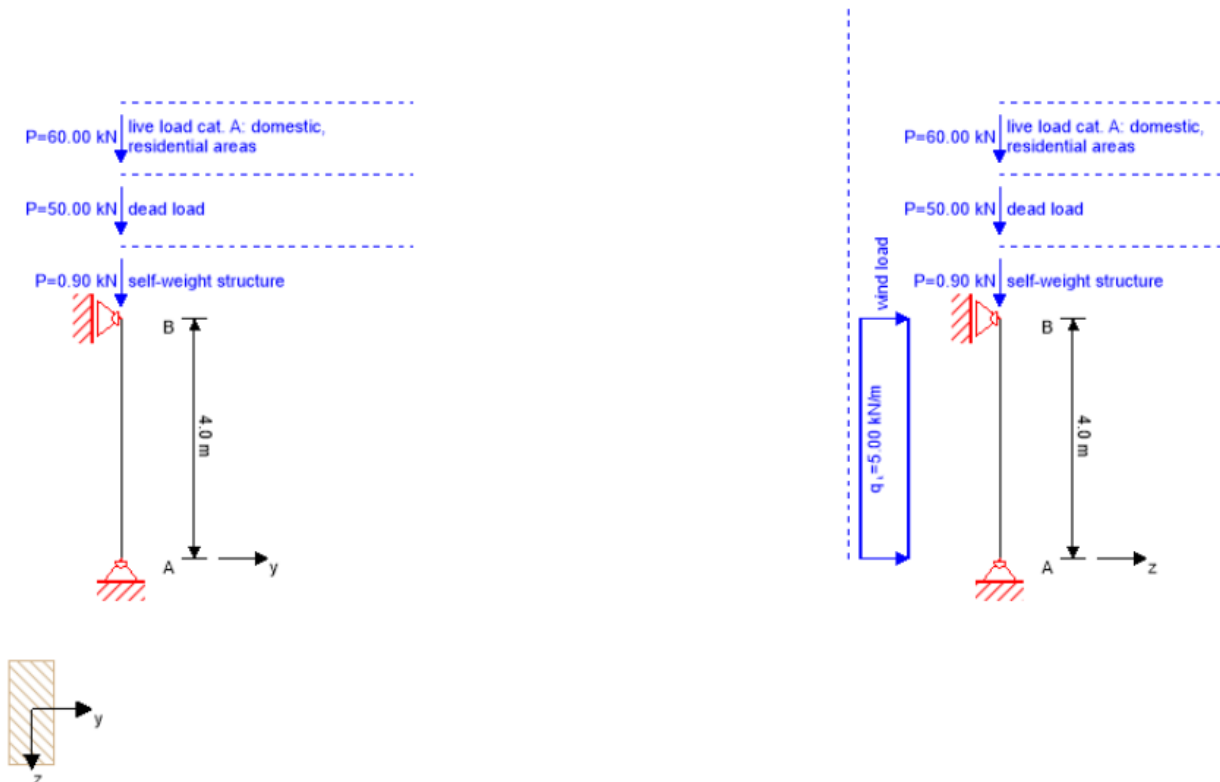 P=60.00 kN
live load cat. A: domestic,
residential areas
P=50.00 kN
dead load
P=0.90 kN
self-weight structure
B
4.0 m
A
y
wind load
q'=5.00 kN/m
P=60.00 kN
live load cat. A: domestic,
residential areas
P=50.00 kN
dead load
P=0.90 kN
self-weight structure
B
4.0 m
A
z
y
z